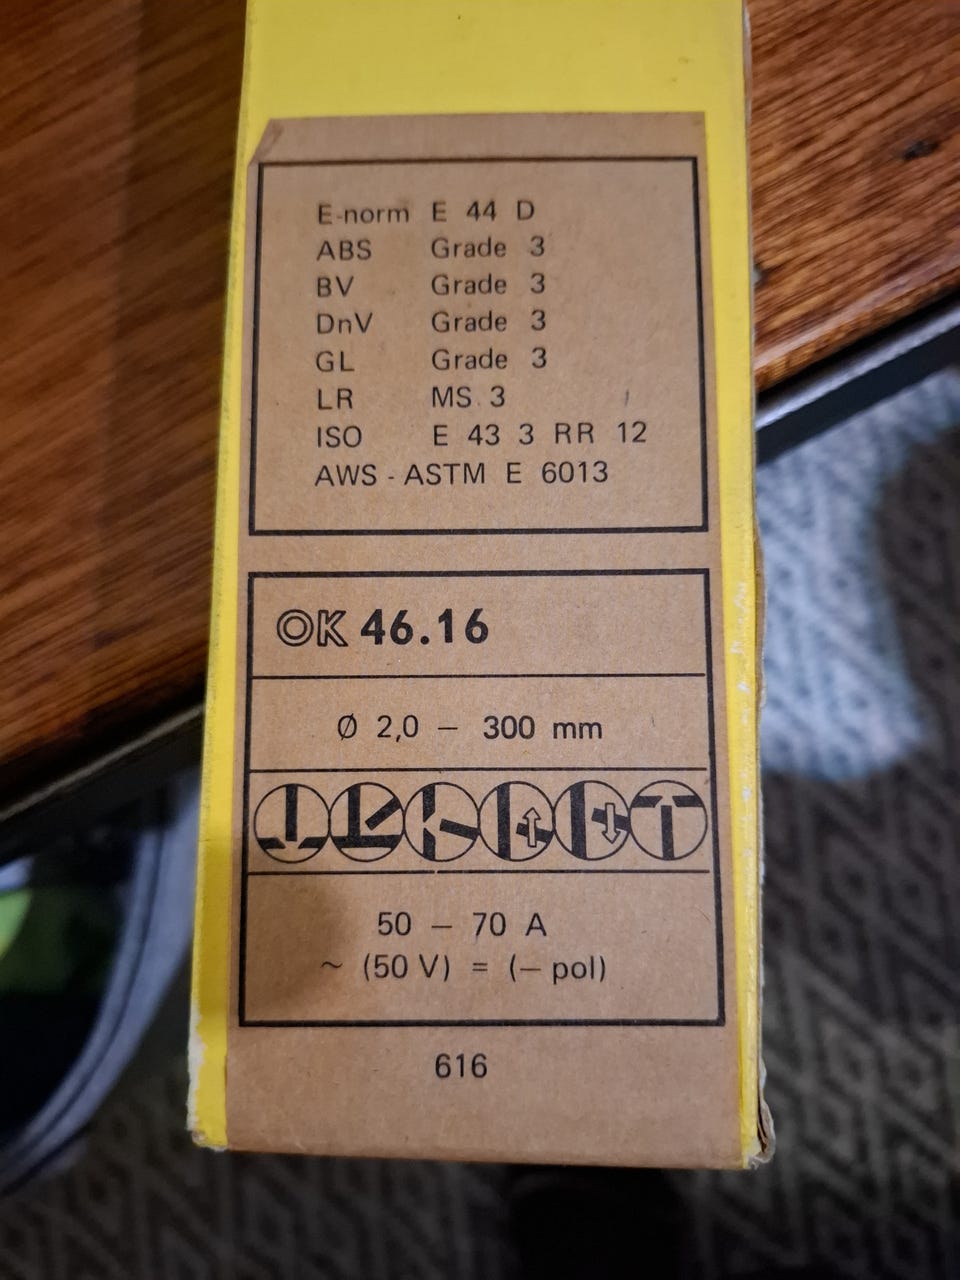 E-norm E 44 D
ABS Grade 3
BV Grade 3
DnV Grade 3
GL Grade 3
LR MS 3
ISO E 43 3 RR 12
AWS - ASTM E 6013
OK 46.16
Ø 2,0 – 300 mm
50 – 70 A
~ (50 V) = (– pol)
616